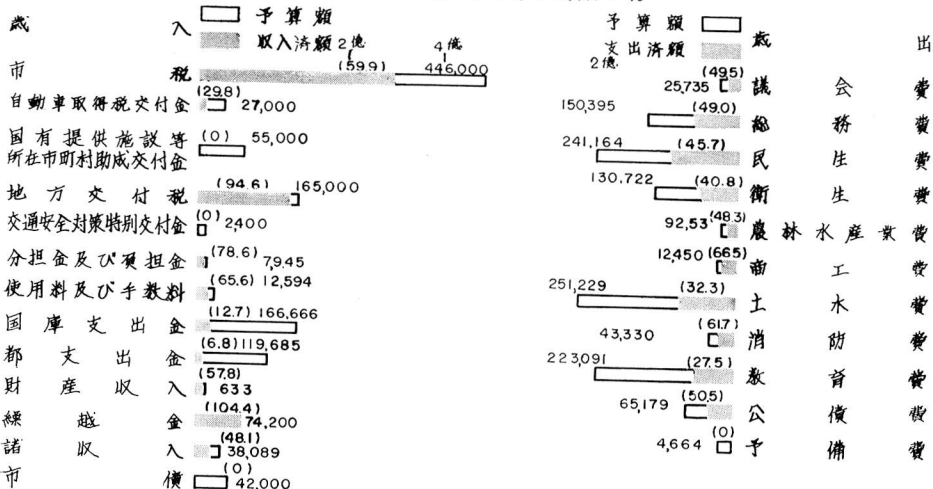 歳入
予算額
収入済額
2億
4億
市税 (59.9) 446,000
自動車取得税交付金 (29.8) 27,000
国有提供施設等
所在市町村助成交付金 (0) 55,000
地方交付税 (94.6) 165,000
交通安全対策特別交付金 (0) 2,400
分担金及び負担金 (78.6) 7,945
使用料及び手数料 (65.6) 12,594
国庫支出金 (12.7) 166,666
都支出金 (6.8) 119,685
財産収入 (57.8) 633
繰越金 (104.4) 74,200
諸収入 (48.1) 38,089
市債 (0) 42,000
予算額
支出済額
2億
歳出
25,735 (49.5) 議会費
150,395 (49.0) 総務費
241,164 (45.7) 民生費
130,722 (40.8) 衛生費
92,53 (48.3) 農林水産業費
12,450 (66.5) 商工費
251,229 (32.3) 土木費
43,330 (61.7) 消防費
223,091 (27.5) 教育費
65,179 (50.5) 公債費
4,664 (0) 予備費